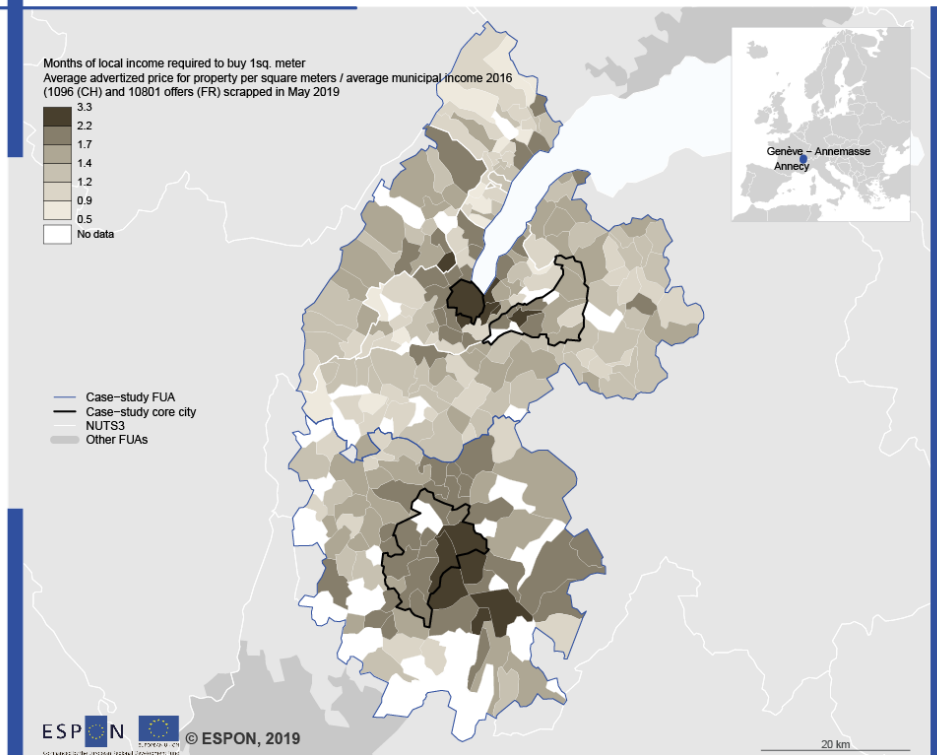 Months of local income required to buy 1sq. meter
Average advertized price for property per square meters / average municipal income 2016
(1096 (CH) and 10801 offers (FR) scrapped in May 2019
3.3
2.2
1.7
1.4
1.2
0.9
0.5
No data
Genève – Annemasse
Annecy
Case−study FUA
Case−study core city
NUTS3
Other FUAs
ESPON
© ESPON, 2019
20 km